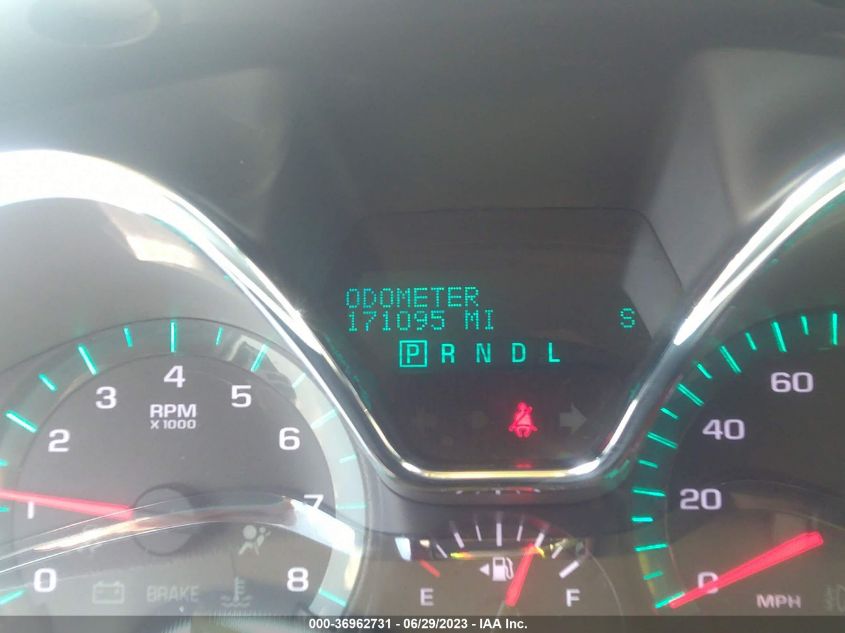 ODOMETER
171095 MI S
P R N D L
0 1 2 3 4 5 6 7 8
RPM
X 1000
BRAKE
E F
0 20 40 60
MPH
000-36962731 - 06/29/2023 - IAA Inc.